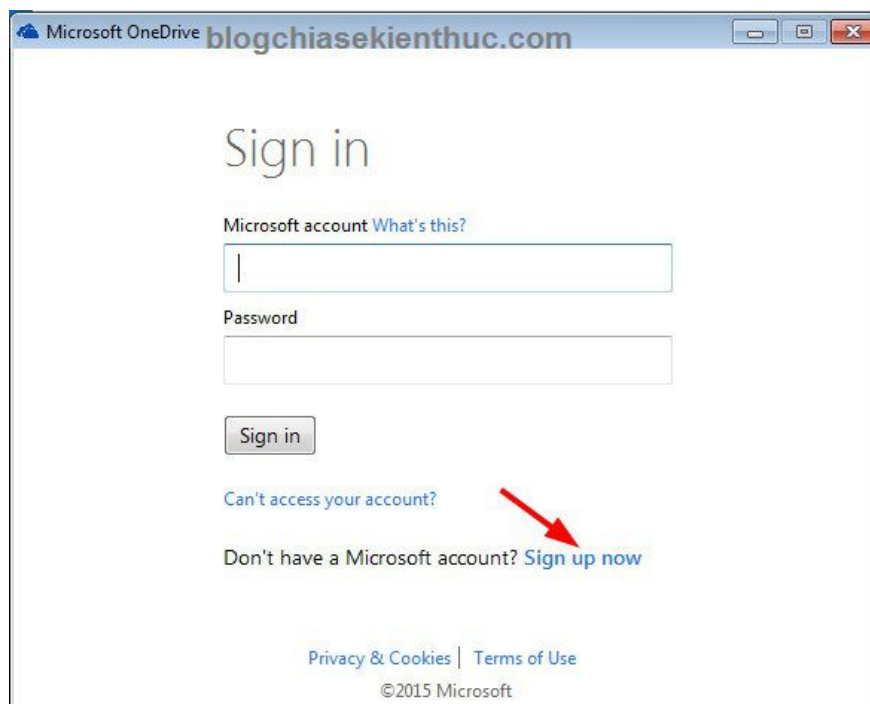 Microsoft OneDrive blogchiasekienthuc.com
Sign in
Microsoft account What's this?
Password
Sign in
Can't access your account?
Don't have a Microsoft account? Sign up now
Privacy & Cookies | Terms of Use
©2015 Microsoft